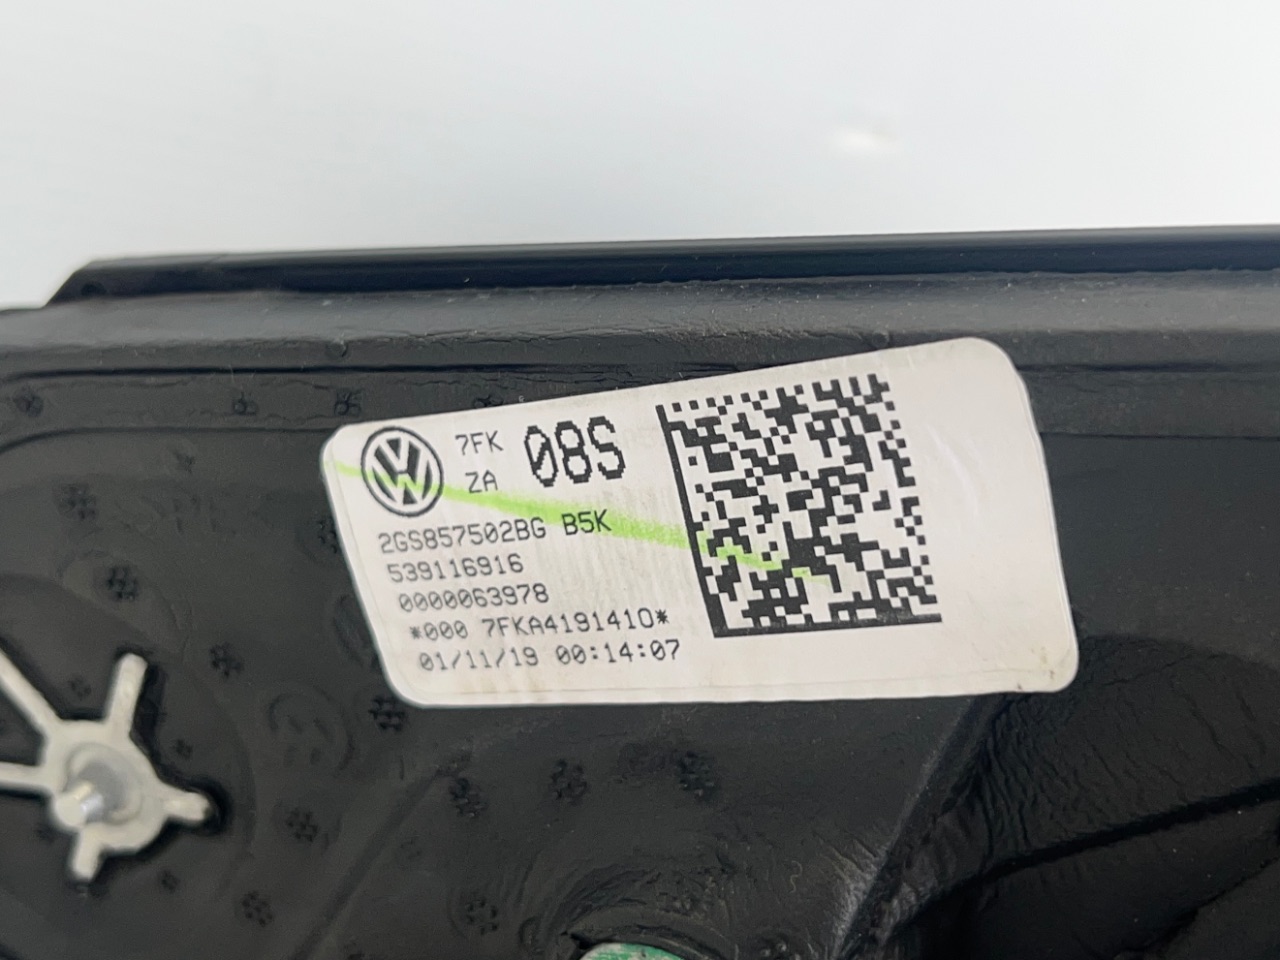 7FK 08S
ZA
2GS857502BG B5K
539116916
0000063978
*000 7FKA4191410*
01/11/19 00:14:07